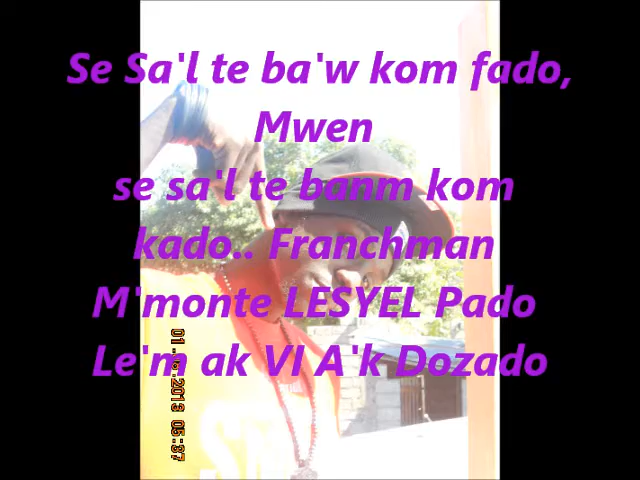 Se Sa'l te ba'w kom fado,
Mwen
se sa'l te banm kom
kado.. Franchman
M'monte LESYEL Pado
Le'm ak VI A'k Dozado